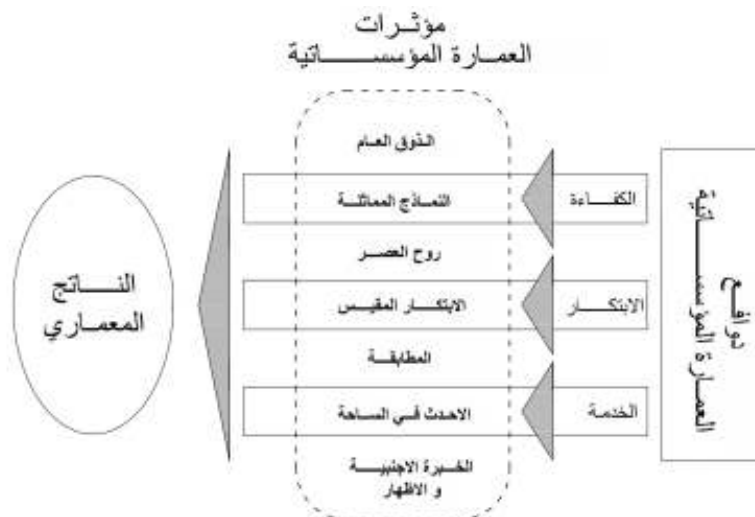 مؤثرات
العمارة المؤسساتية
دوافع
العمارة المؤسساتية
الكفاءة
الابتكار
الخدمة
الذوق العام
النماذج المماثلة
روح العصر
الابتكار المقيس
المطابقة
الاحدث في الساحة
الخبرة الاجنبية
و الاظهار
الناتج
المعماري